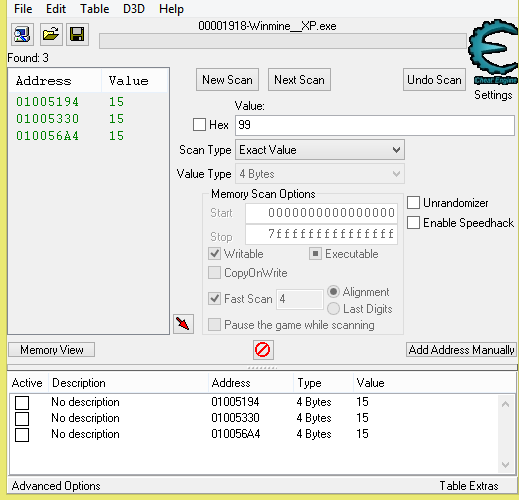 File Edit Table D3D Help
00001918-Winmine__XP.exe
Found: 3
Address Value
01005194 15
01005330 15
010056A4 15
New Scan Next Scan Undo Scan
Cheat Engine
Settings
Value:
Hex 99
Scan Type Exact Value
Value Type 4 Bytes
Memory Scan Options
Start 0000000000000000
Stop 7fffffffffffffff
Unrandomizer
Enable Speedhack
Writable Executable
CopyOnWrite
Fast Scan 4 Alignment
Last Digits
Pause the game while scanning
Memory View Add Address Manually
Active Description Address Type Value
No description 01005194 4 Bytes 15
No description 01005330 4 Bytes 15
No description 010056A4 4 Bytes 15
Advanced Options Table Extras